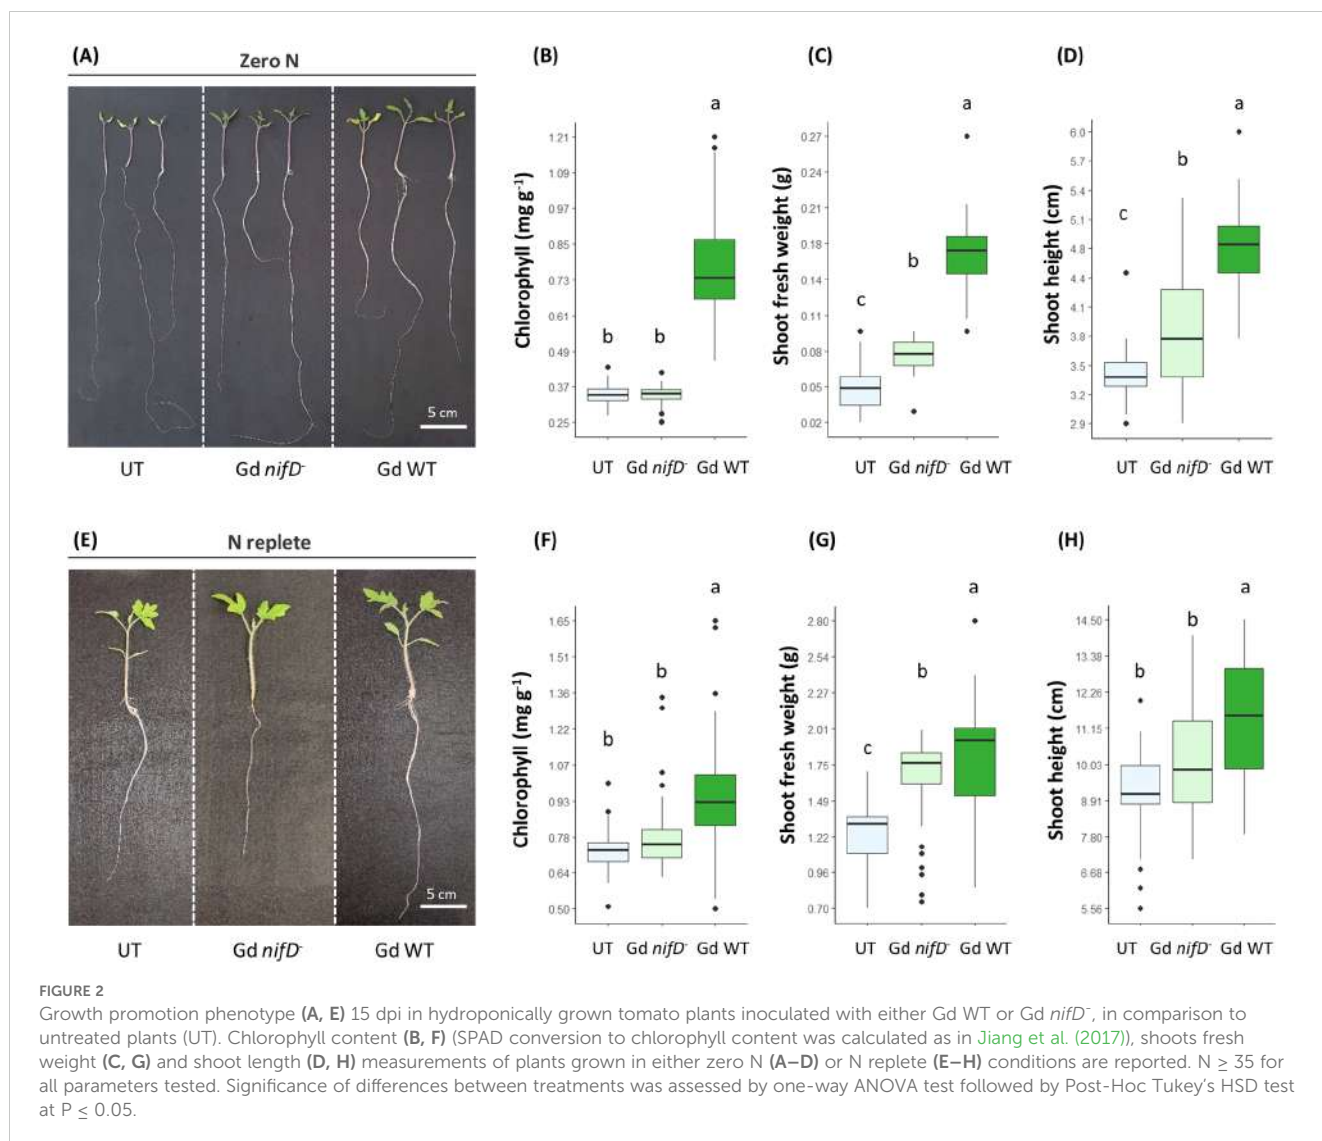 (A)
Zero N
5 cm
UT
Gd nifD-
Gd WT
(B)
Chlorophyll (mg g-1)
1.21
1.09
0.97
0.85
0.73
0.61
0.49
0.37
0.25
b
b
a
UT
Gd nifD-
Gd WT
(C)
Shoot fresh weight (g)
0.27
0.24
0.21
0.18
0.14
0.11
0.08
0.05
0.02
c
b
a
UT
Gd nifD-
Gd WT
(D)
Shoot height (cm)
6.0
5.7
5.4
5.1
4.8
4.4
4.1
3.8
3.5
3.2
2.9
c
b
a
UT
Gd nifD-
Gd WT
(E)
N replete
5 cm
UT
Gd nifD-
Gd WT
(F)
Chlorophyll (mg g-1)
1.65
1.51
1.36
1.22
1.07
0.93
0.78
0.64
0.50
b
b
a
UT
Gd nifD-
Gd WT
(G)
Shoot fresh weight (g)
2.80
2.54
2.27
2.01
1.75
1.49
1.22
0.96
0.70
c
b
a
UT
Gd nifD-
Gd WT
(H)
Shoot height (cm)
14.50
13.38
12.26
11.15
10.03
8.91
7.80
6.68
5.56
b
b
a
UT
Gd nifD-
Gd WT
FIGURE 2
Growth promotion phenotype (A, E) 15 dpi in hydroponically grown tomato plants inoculated with either Gd WT or Gd nifD-, in comparison to
untreated plants (UT). Chlorophyll content (B, F) (SPAD conversion to chlorophyll content was calculated as in Jiang et al. (2017)), shoots fresh
weight (C, G) and shoot length (D, H) measurements of plants grown in either zero N (A–D) or N replete (E–H) conditions are reported. N ≥ 35 for
all parameters tested. Significance of differences between treatments was assessed by one-way ANOVA test followed by Post-Hoc Tukey's HSD test
at P ≤ 0.05.